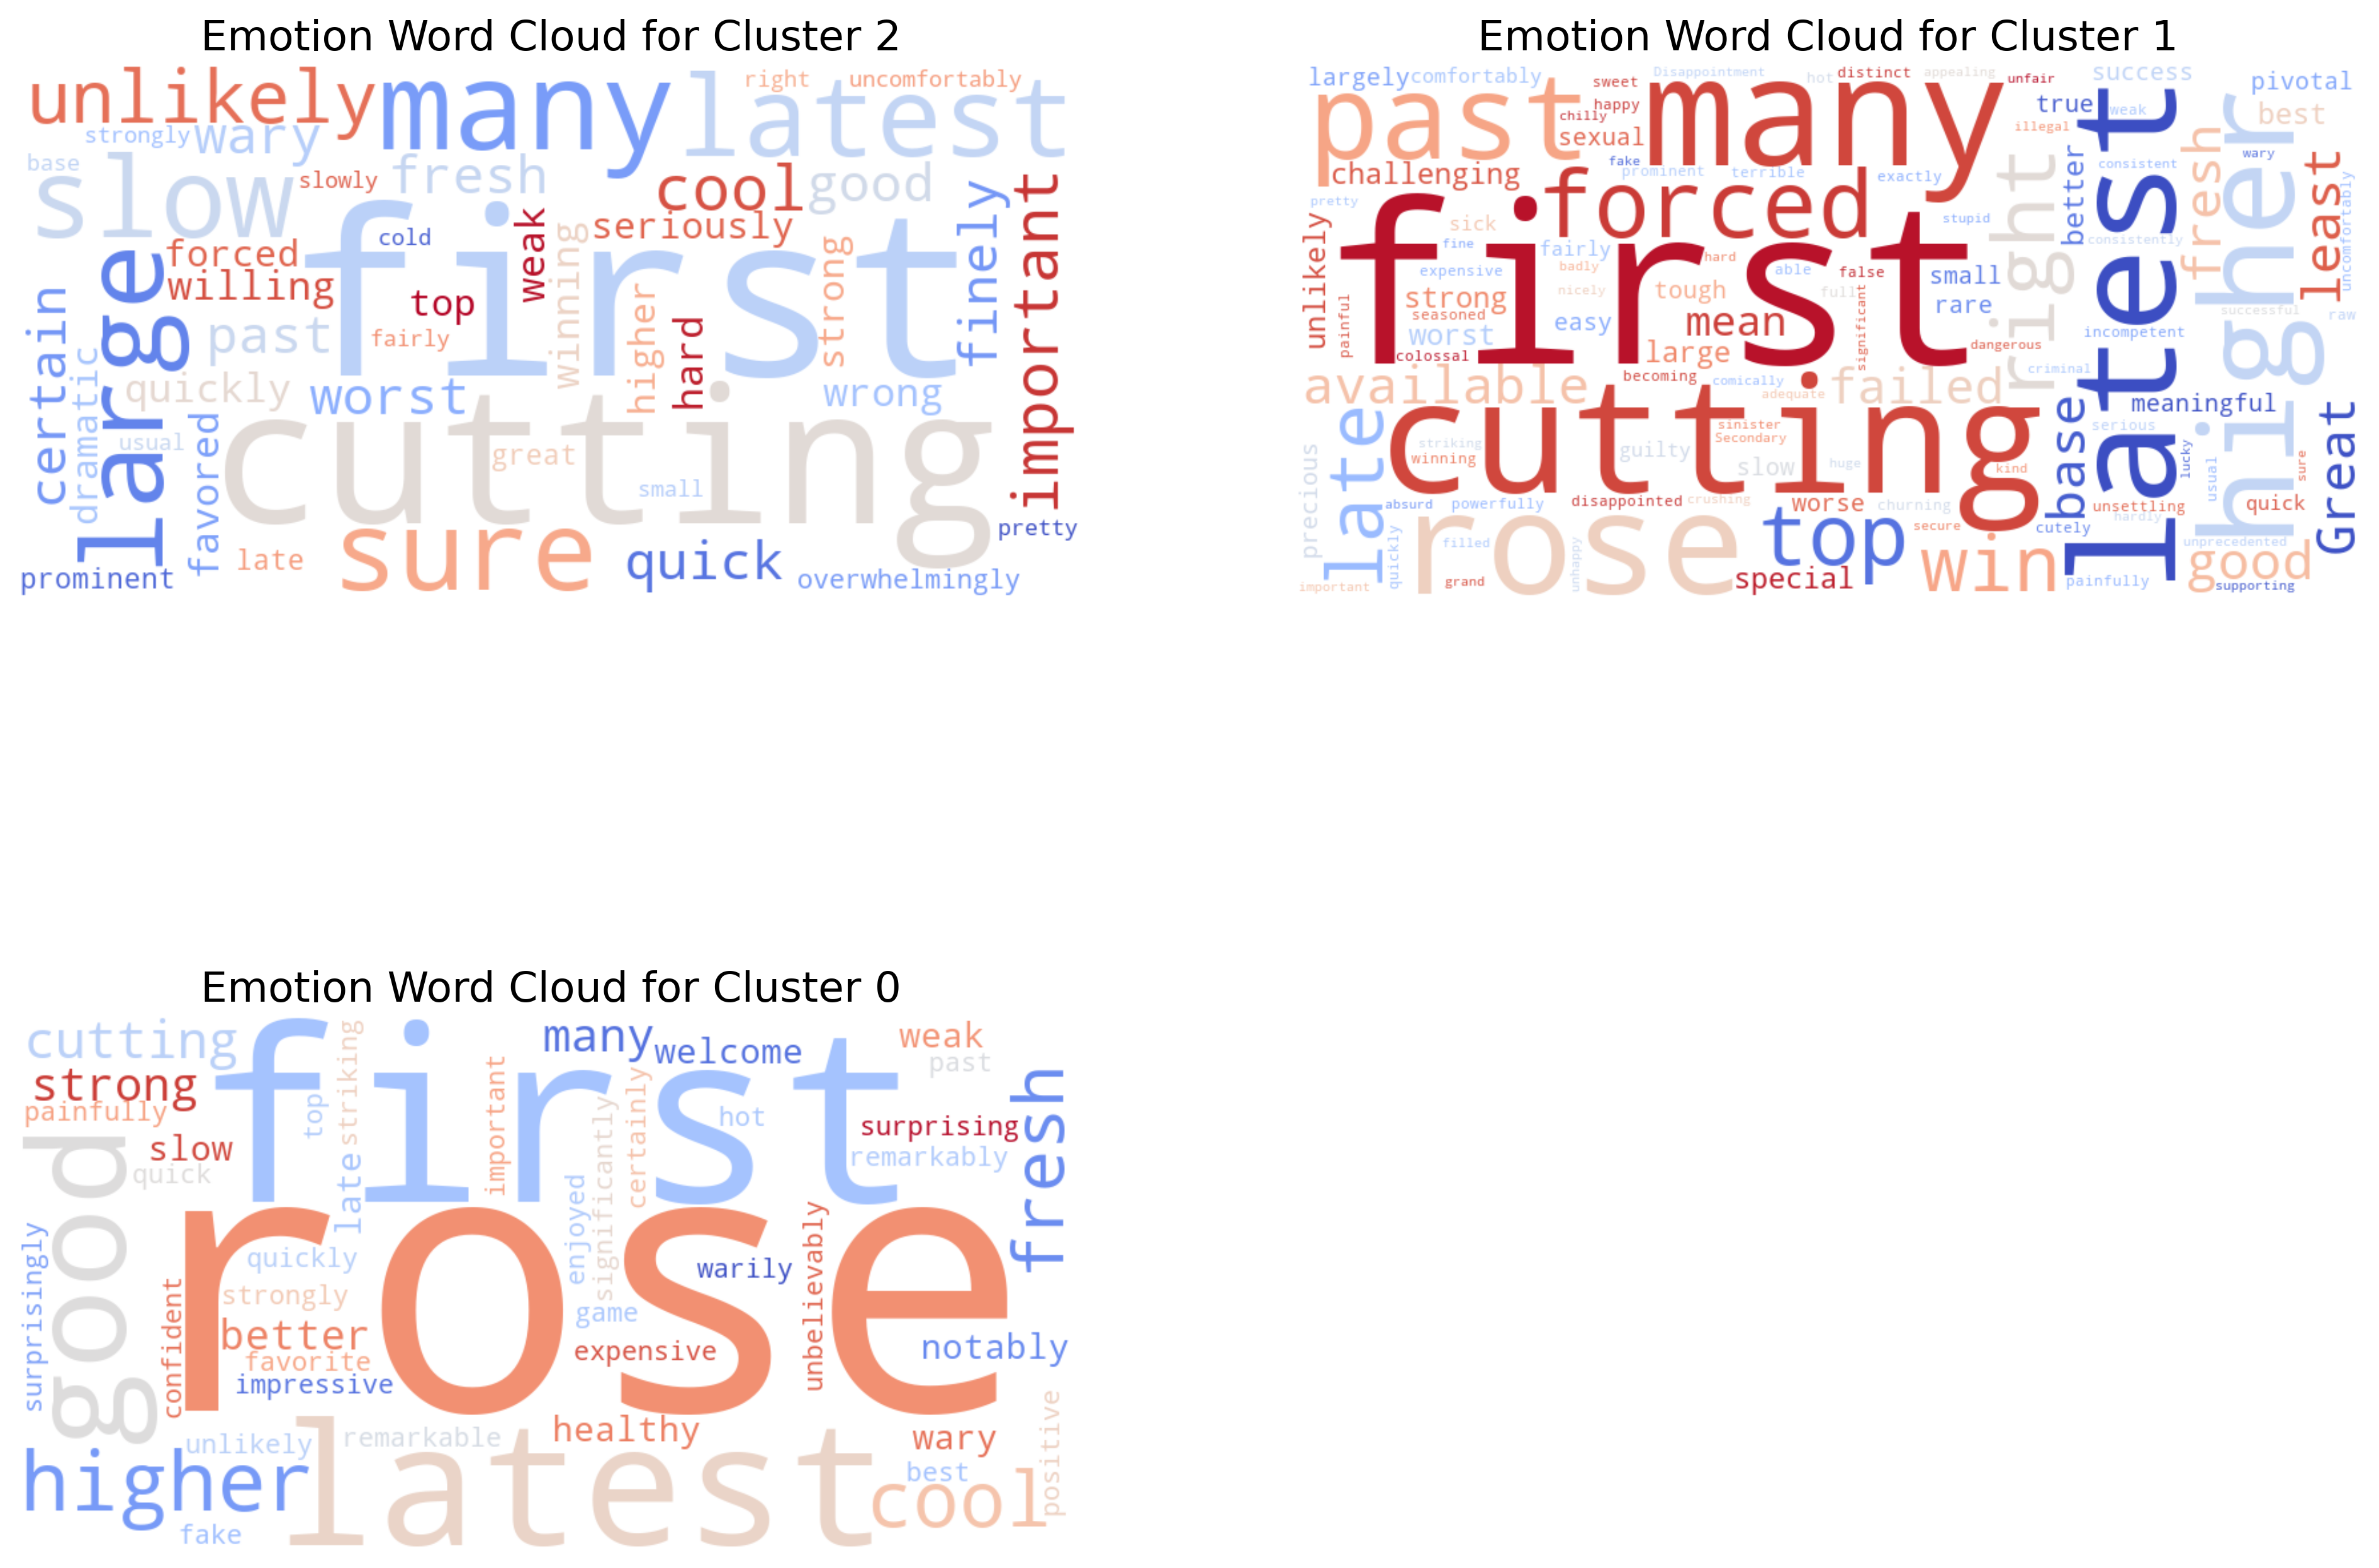 Emotion Word Cloud for Cluster 2
unlikely
many
latest
right
uncomfortably
strongly
wary
base
slow
slowly
fresh
cool
good
seriously
forced
willing
cold
weak
first
large
top
past
fairly
winning
higher
hard
strong
finely
important
certain
dramatic
quickly
worst
wrong
usual
favored
cutting
great
small
pretty
late
sure
quick
prominent
overwhelmingly
Emotion Word Cloud for Cluster 1
largely
comfortably
sweet
Disappointment
hot
distinct
appealing
unfair
success
pivotal
past
happy
chilly
many
true
weak
best
sexual
illegal
challenging
fake
prominent
terrible
exactly
better
consistent
wary
fresh
least
pretty
forced
right
latest
higher
uncomfortably
unlikely
sick
stupid
first
fine
fairly
consistently
expensive
badly
hard
able
false
small
nicely
full
strong
tough
rare
seasoned
significant
successful
raw
painful
worst
easy
mean
incompetent
colossal
large
dangerous
becoming
comically
criminal
available
adequate
failed
meaningful
late
cutting
base
striking
sinister
Secondary
serious
winning
guilty
slow
huge
kind
lucky
usual
sure
Great
precious
absurd
powerfully
disappointed
crushing
worse
churning
unsettling
quick
hardly
rose
top
secure
cutely
quickly
filled
unhappy
unprecedented
win
good
special
important
grand
painfully
supporting
Emotion Word Cloud for Cluster 0
cutting
first
striking
many
welcome
weak
past
strong
painfully
top
important
certainly
significantly
hot
fresh
surprising
slow
quick
good
late
remarkably
enjoyed
rose
surprisingly
quickly
warily
unbelievably
confident
strongly
game
better
expensive
notably
favorite
impressive
healthy
positive
unlikely
remarkable
wary
higher
latest
best
cool
fake